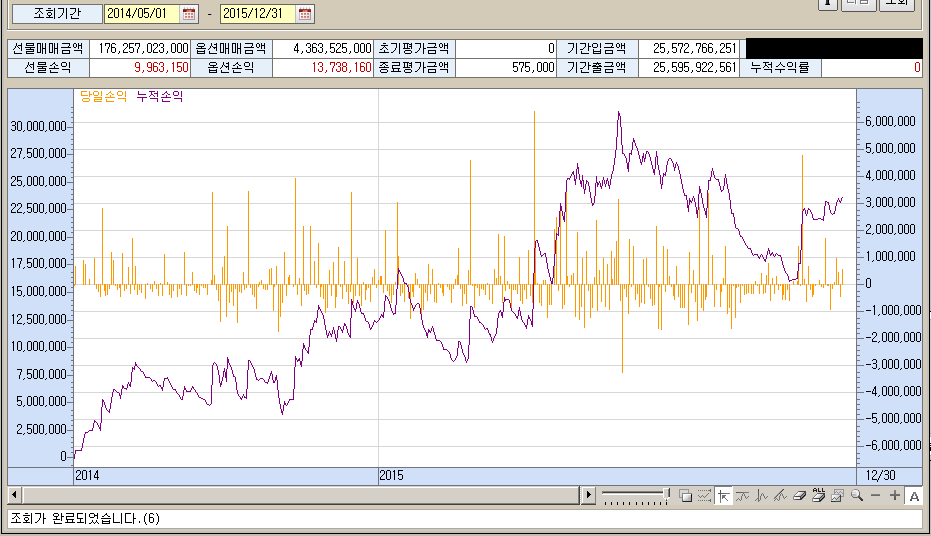 조회기간 2014/05/01 - 2015/12/31 조회
선물매매금액 176,257,023,000 옵션매매금액 4,363,525,000 초기평가금액 0 기간입금액 25,572,766,251
선물손익 9,963,150 옵션손익 13,738,160 종료평가금액 575,000 기간출금액 25,595,922,561 누적수익률 0
당일손익 누적손익
30,000,000 6,000,000
27,500,000 5,000,000
25,000,000 4,000,000
22,500,000 3,000,000
20,000,000 2,000,000
17,500,000 1,000,000
15,000,000 0
12,500,000 -1,000,000
10,000,000 -2,000,000
7,500,000 -3,000,000
5,000,000 -4,000,000
2,500,000 -5,000,000
0 -6,000,000
2014 2015 12/30
ALL A
조회가 완료되었습니다.(6)